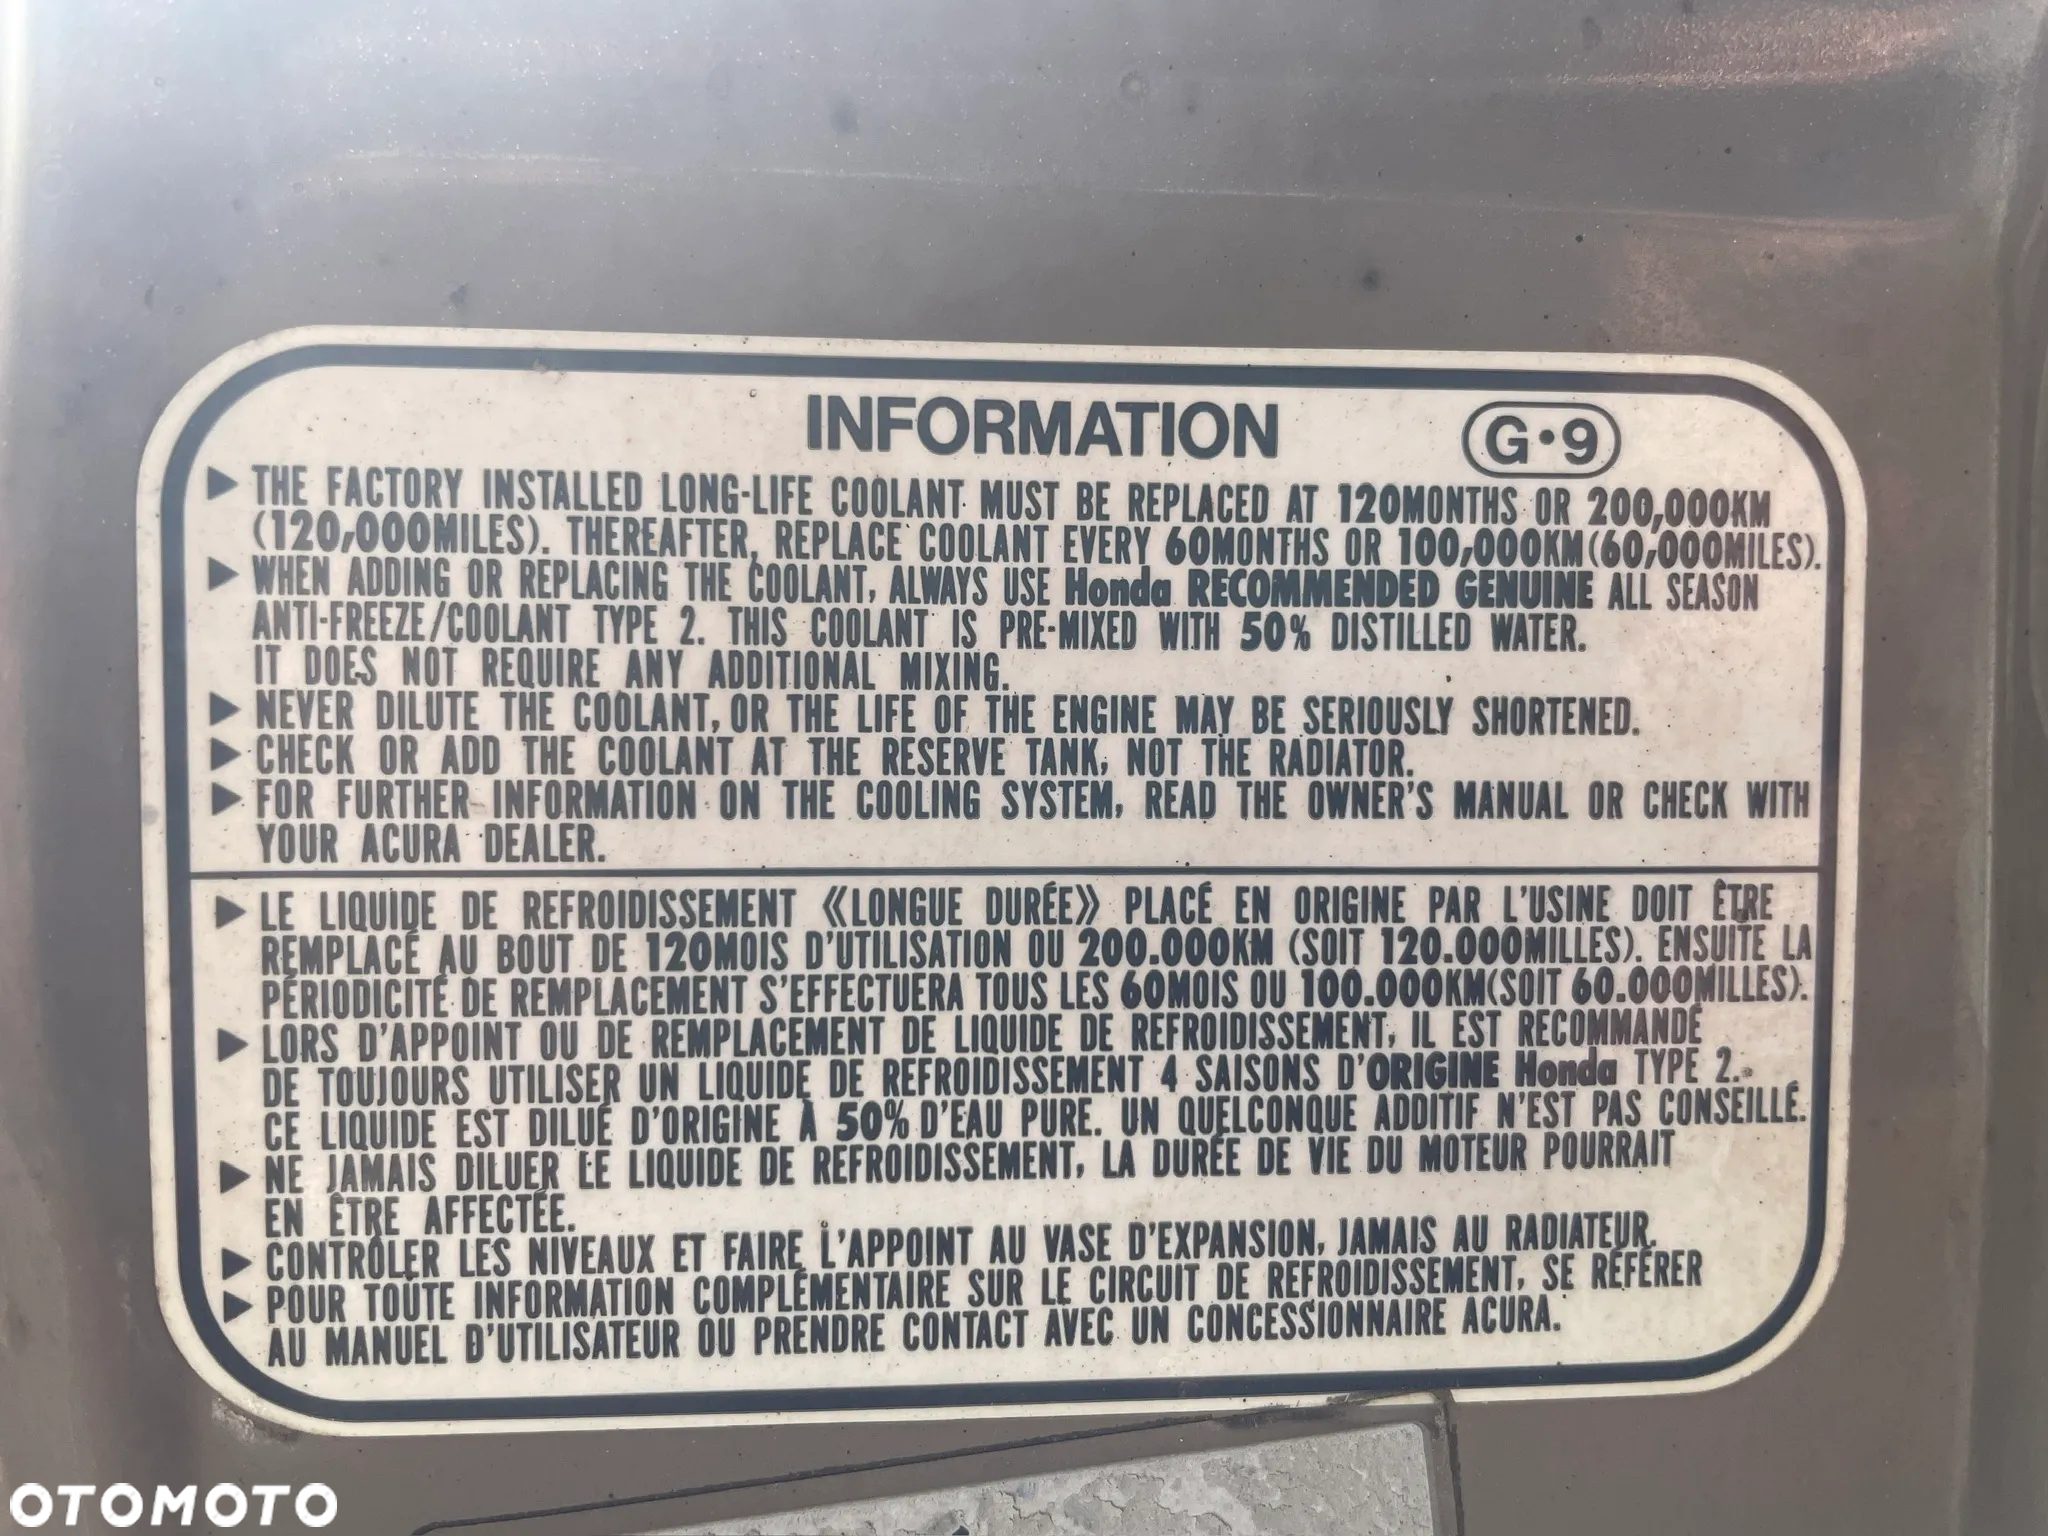 INFORMATION G•9
▶ THE FACTORY INSTALLED LONG-LIFE COOLANT MUST BE REPLACED AT 120MONTHS OR 200,000KM
(120,000MILES). THEREAFTER, REPLACE COOLANT EVERY 60MONTHS OR 100,000KM(60,000MILES).
▶ WHEN ADDING OR REPLACING THE COOLANT, ALWAYS USE Honda RECOMMENDED GENUINE ALL SEASON
ANTI-FREEZE/COOLANT TYPE 2. THIS COOLANT IS PRE-MIXED WITH 50% DISTILLED WATER.
IT DOES NOT REQUIRE ANY ADDITIONAL MIXING.
▶ NEVER DILUTE THE COOLANT, OR THE LIFE OF THE ENGINE MAY BE SERIOUSLY SHORTENED.
▶ CHECK OR ADD THE COOLANT AT THE RESERVE TANK, NOT THE RADIATOR.
▶ FOR FURTHER INFORMATION ON THE COOLING SYSTEM, READ THE OWNER'S MANUAL OR CHECK WITH
YOUR ACURA DEALER.
▶ LE LIQUIDE DE REFROIDISSEMENT «LONGUE DURÉE» PLACÉ EN ORIGINE PAR L'USINE DOIT ÊTRE
REMPLACÉ AU BOUT DE 120MOIS D'UTILISATION OU 200.000KM (SOIT 120.000MILLES). ENSUITE LA
PÉRIODICITÉ DE REMPLACEMENT S'EFFECTUERA TOUS LES 60MOIS OU 100.000KM(SOIT 60.000MILLES).
▶ LORS D'APPOINT OU DE REMPLACEMENT DE LIQUIDE DE REFROIDISSEMENT, IL EST RECOMMANDÉ
DE TOUJOURS UTILISER UN LIQUIDE DE REFROIDISSEMENT 4 SAISONS D'ORIGINE Honda TYPE 2.
CE LIQUIDE EST DILUÉ D'ORIGINE À 50% D'EAU PURE. UN QUELCONQUE ADDITIF N'EST PAS CONSEILLÉ.
▶ NE JAMAIS DILUER LE LIQUIDE DE REFROIDISSEMENT, LA DURÉE DE VIE DU MOTEUR POURRAIT
EN ÊTRE AFFECTÉE.
▶ CONTRÔLER LES NIVEAUX ET FAIRE L'APPOINT AU VASE D'EXPANSION, JAMAIS AU RADIATEUR.
▶ POUR TOUTE INFORMATION COMPLÉMENTAIRE SUR LE CIRCUIT DE REFROIDISSEMENT, SE RÉFÉRER
AU MANUEL D'UTILISATEUR OU PRENDRE CONTACT AVEC UN CONCESSIONNAIRE ACURA.
OTOMOTO